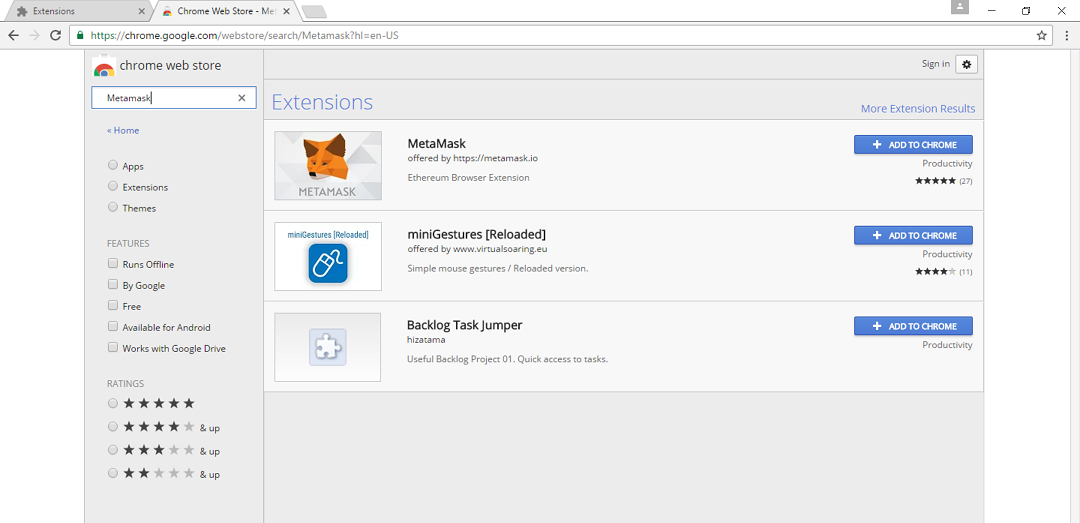 Extensions
Chrome Web Store - Met
https://chrome.google.com/webstore/search/Metamask?hl=en-US
chrome web store
Sign in
Metamask
Extensions
More Extension Results
« Home
Apps
Extensions
Themes
FEATURES
Runs Offline
By Google
Free
Available for Android
Works with Google Drive
RATINGS
& up
& up
& up
METAMASK
MetaMask
offered by https://metamask.io
Ethereum Browser Extension
ADD TO CHROME
Productivity
(27)
miniGestures [Reloaded]
miniGestures [Reloaded]
offered by www.virtualsoaring.eu
Simple mouse gestures / Reloaded version.
ADD TO CHROME
Productivity
(11)
Backlog Task Jumper
hizatama
Useful Backlog Project 01. Quick access to tasks.
ADD TO CHROME
Productivity